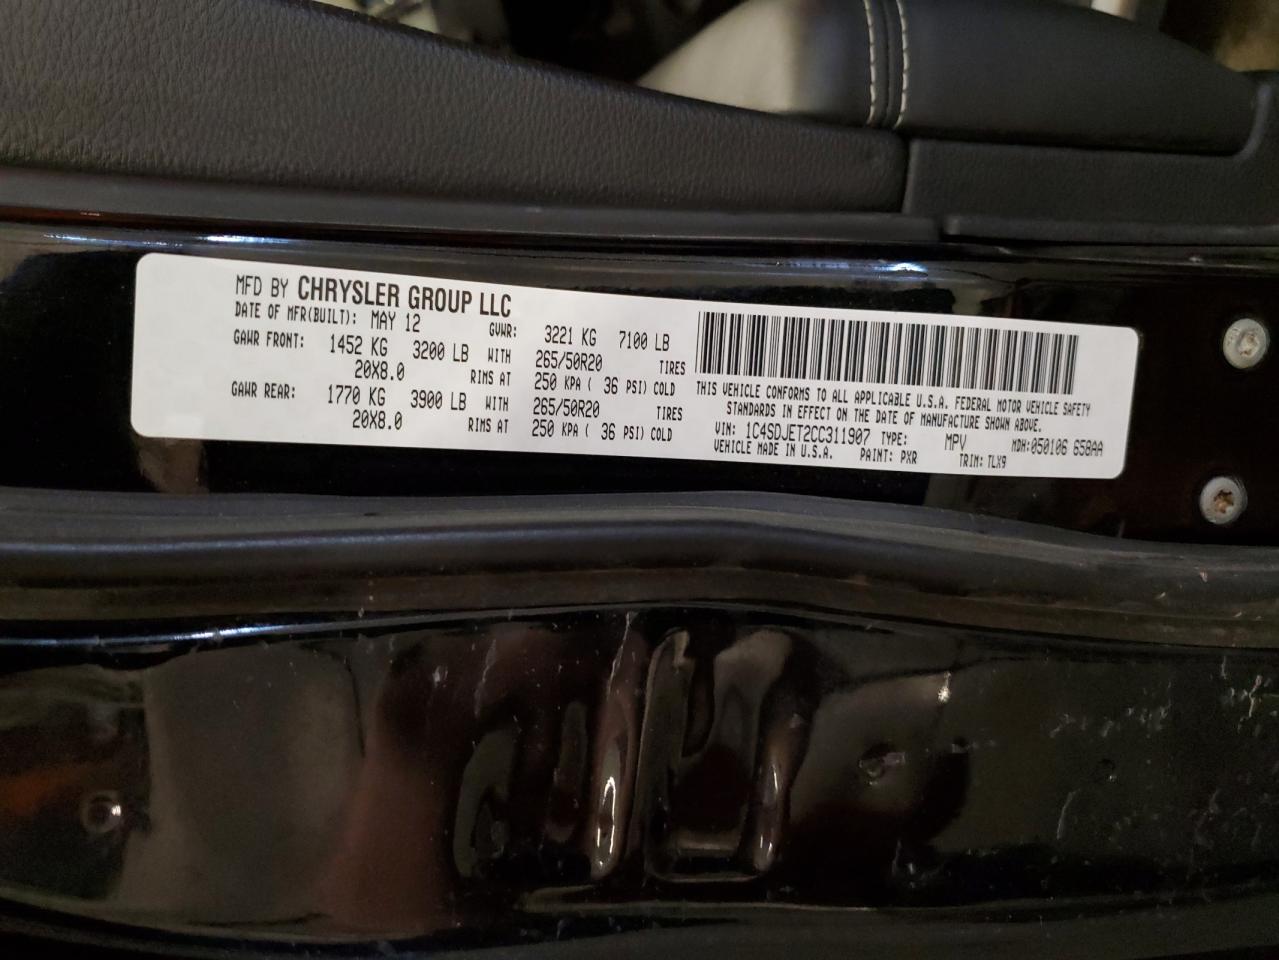 MFD BY CHRYSLER GROUP LLC
DATE OF MFR(BUILT): MAY 12 GVWR: 3221 KG 7100 LB
GAWR FRONT: 1452 KG 3200 LB WITH 265/50R20 TIRES
20X8.0 RIMS AT 250 KPA ( 36 PSI) COLD
GAWR REAR: 1770 KG 3900 LB WITH 265/50R20 TIRES
20X8.0 RIMS AT 250 KPA ( 36 PSI) COLD
THIS VEHICLE CONFORMS TO ALL APPLICABLE U.S.A. FEDERAL MOTOR VEHICLE SAFETY
STANDARDS IN EFFECT ON THE DATE OF MANUFACTURE SHOWN ABOVE.
VIN: 1C4SDJET2CC311907 TYPE: MPV MDH:050106 658AA
VEHICLE MADE IN U.S.A. PAINT: PXR TRIM: TLX9